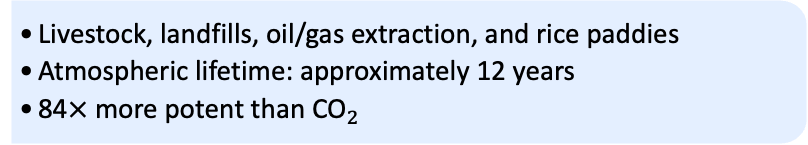 • Livestock, landfills, oil/gas extraction, and rice paddies
• Atmospheric lifetime: approximately 12 years
• 84× more potent than CO₂